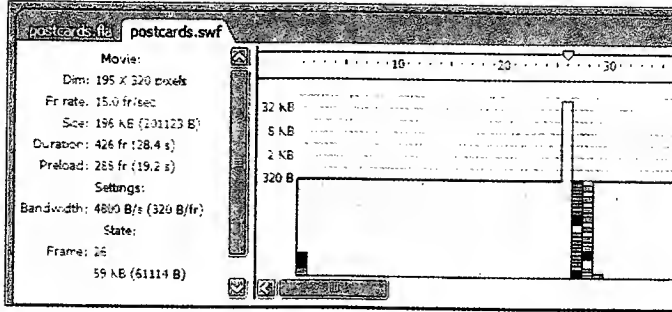 postcards.fla postcards.swf
Movie:
Dim: 195 X 320 pixels
Fr rate: 15.0 fr/sec
Size: 196 kB (201123 B)
Duration: 426 fr (28.4 s)
Preload: 288 fr (19.2 s)
Settings:
Bandwidth: 4800 B/s (320 B/fr)
State:
Frame: 26
59 kB (61114 B)
10 20 30
32 kB
8 kB
2 kB
320 B